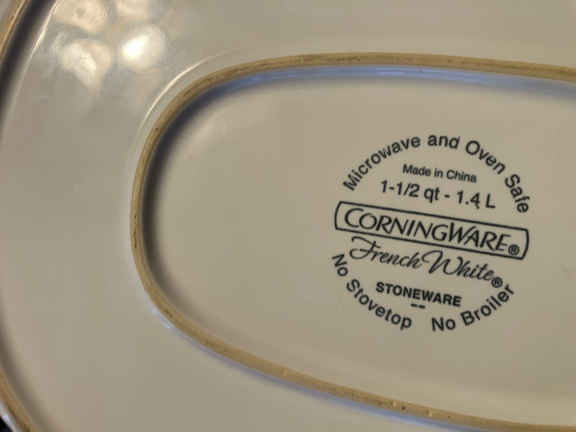 Microwave and Oven Safe
Made in China
1-1/2 qt - 1.4 L
CORNINGWARE®
French White®
STONEWARE
--
No Stovetop No Broiler